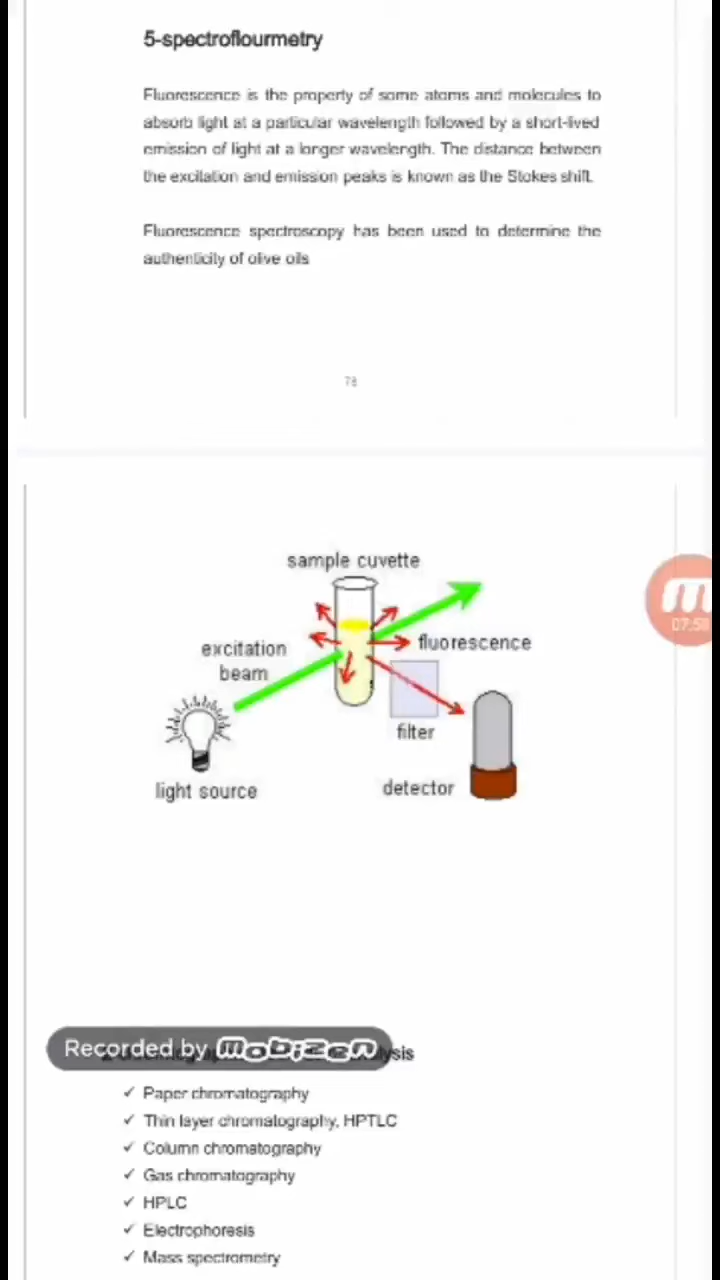 5-spectroflourmetry
Fluorescence is the property of some atoms and molecules to
absorb light at a particular wavelength followed by a short-lived
emission of light at a longer wavelength. The distance between
the excitation and emission peaks is known as the Stokes shift.
Fluorescence spectroscopy has been used to determine the
authenticity of olive oils
78
sample cuvette
excitation
beam
fluorescence
filter
light source
detector
07:58
Recorded by mobizen
✓ Paper chromatography
✓ Thin layer chromatography, HPTLC
✓ Column chromatography
✓ Gas chromatography
✓ HPLC
✓ Electrophoresis
✓ Mass spectrometry